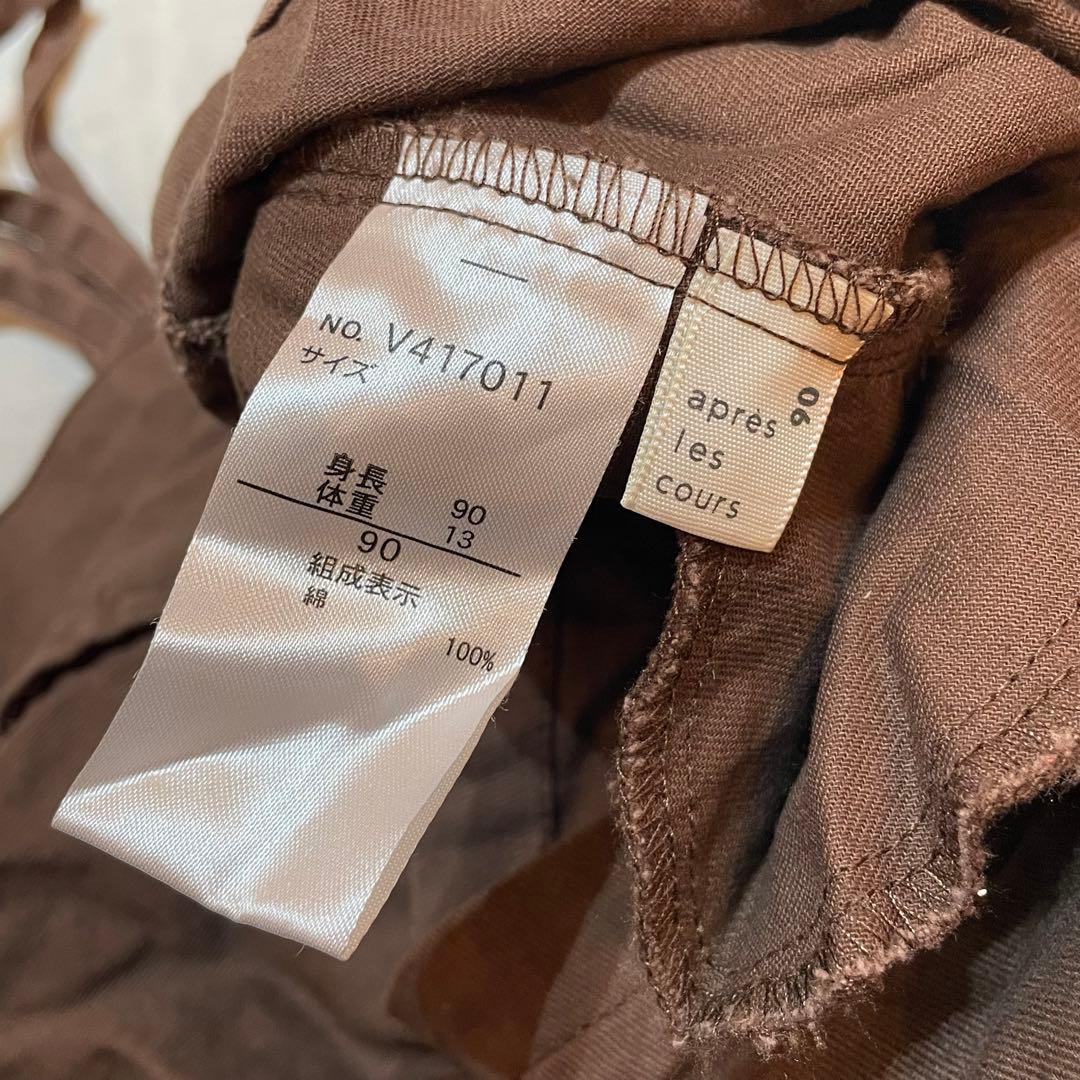 NO. V417011
サイズ
身長 90
体重 13
90
組成表示
綿
100%
90
après
les
cours